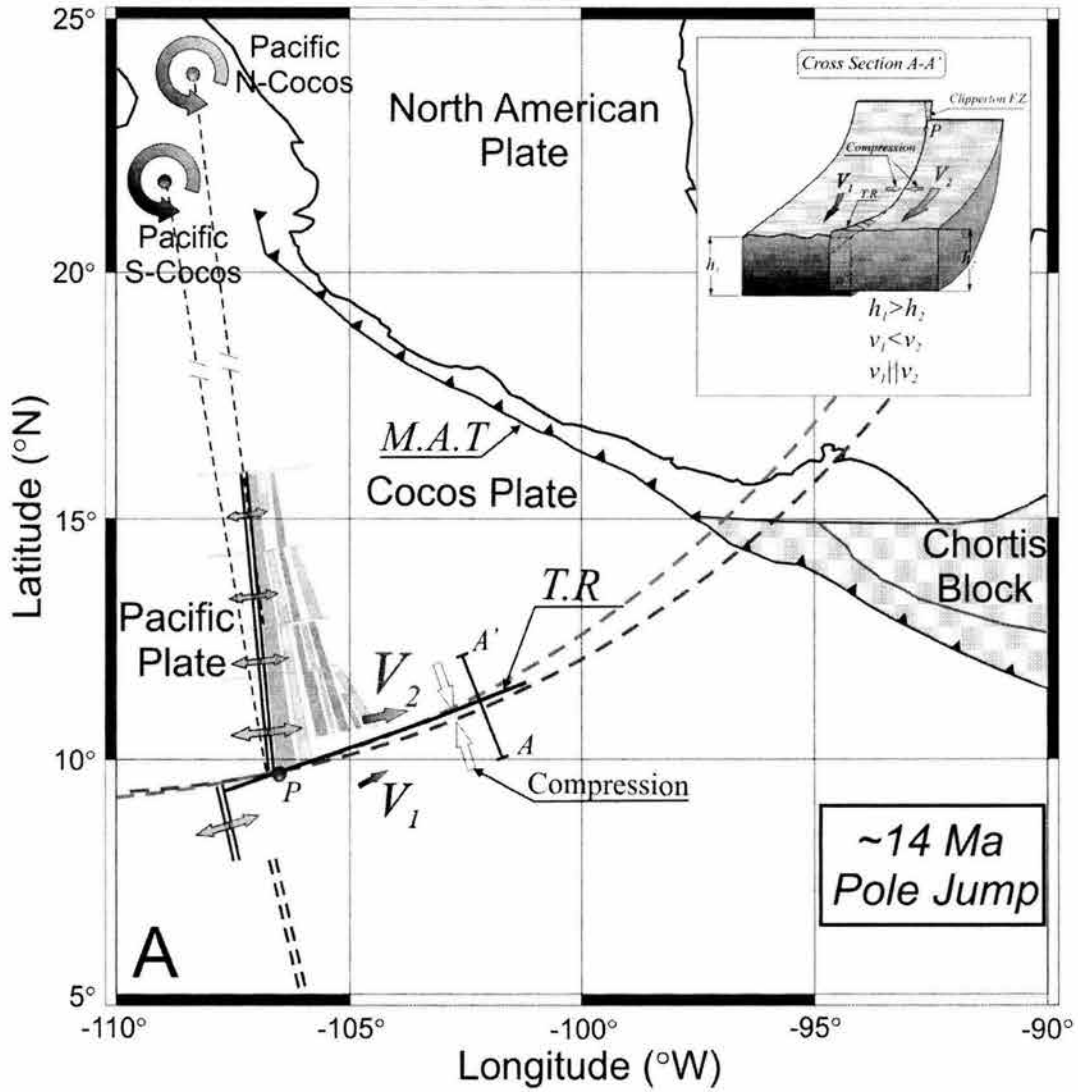 25°
20°
15°
10°
5°
Latitude (°N)
-110°
-105°
-100°
-95°
-90°
Longitude (°W)
Pacific
N-Cocos
Pacific
S-Cocos
North American
Plate
Cross Section A-A'
Clipperton F.Z.
P
Compression
V₁
V₂
T.R
h₁
h₁>h₂
v₁<v₂
v₁||v₂
M.A.T
Cocos Plate
Chortis
Block
Pacific
Plate
T.R
A'
A
V₂
V₁
P
Compression
~14 Ma
Pole Jump
A